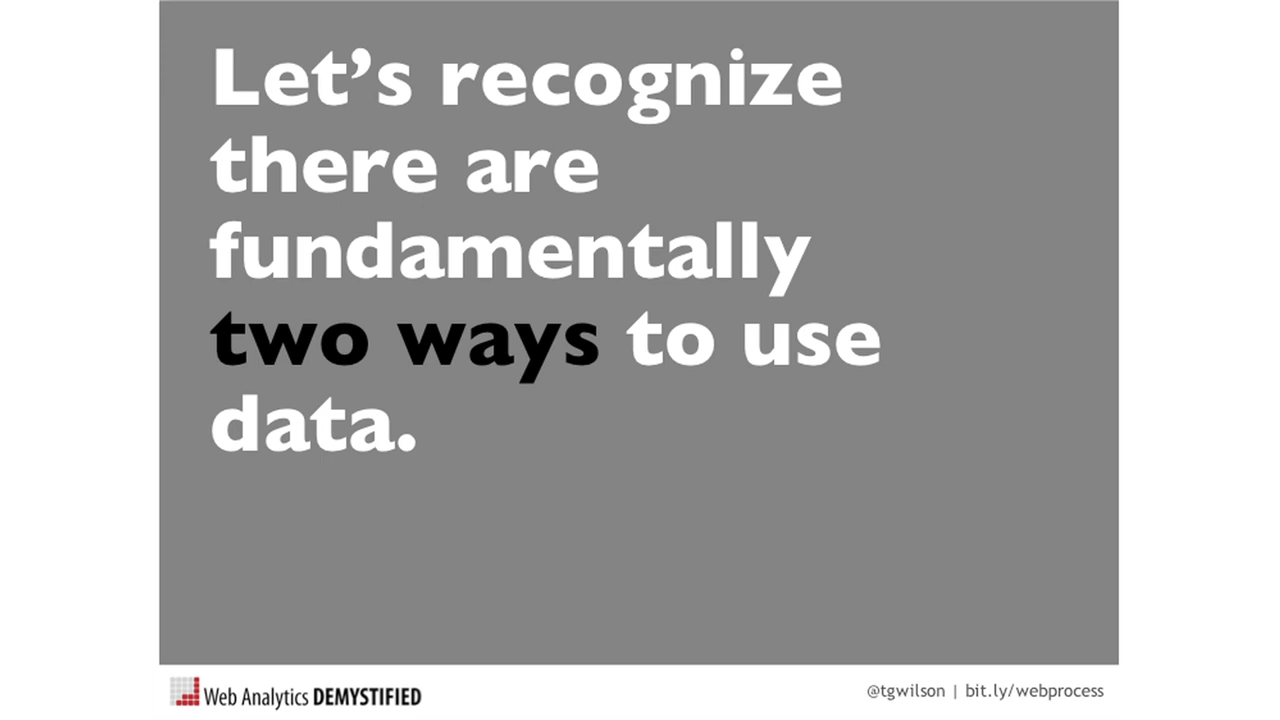 Let’s recognize
there are
fundamentally
two ways to use
data.
Web Analytics DEMYSTIFIED
@tgwilson | bit.ly/webprocess